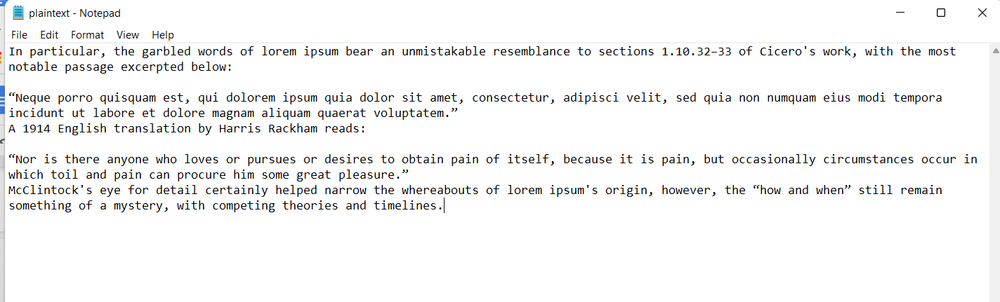 plaintext - Notepad
File Edit Format View Help
In particular, the garbled words of lorem ipsum bear an unmistakable resemblance to sections 1.10.32–33 of Cicero's work, with the most
notable passage excerpted below:
“Neque porro quisquam est, qui dolorem ipsum quia dolor sit amet, consectetur, adipisci velit, sed quia non numquam eius modi tempora
incidunt ut labore et dolore magnam aliquam quaerat voluptatem.”
A 1914 English translation by Harris Rackham reads:
“Nor is there anyone who loves or pursues or desires to obtain pain of itself, because it is pain, but occasionally circumstances occur in
which toil and pain can procure him some great pleasure.”
McClintock's eye for detail certainly helped narrow the whereabouts of lorem ipsum's origin, however, the “how and when” still remain
something of a mystery, with competing theories and timelines.